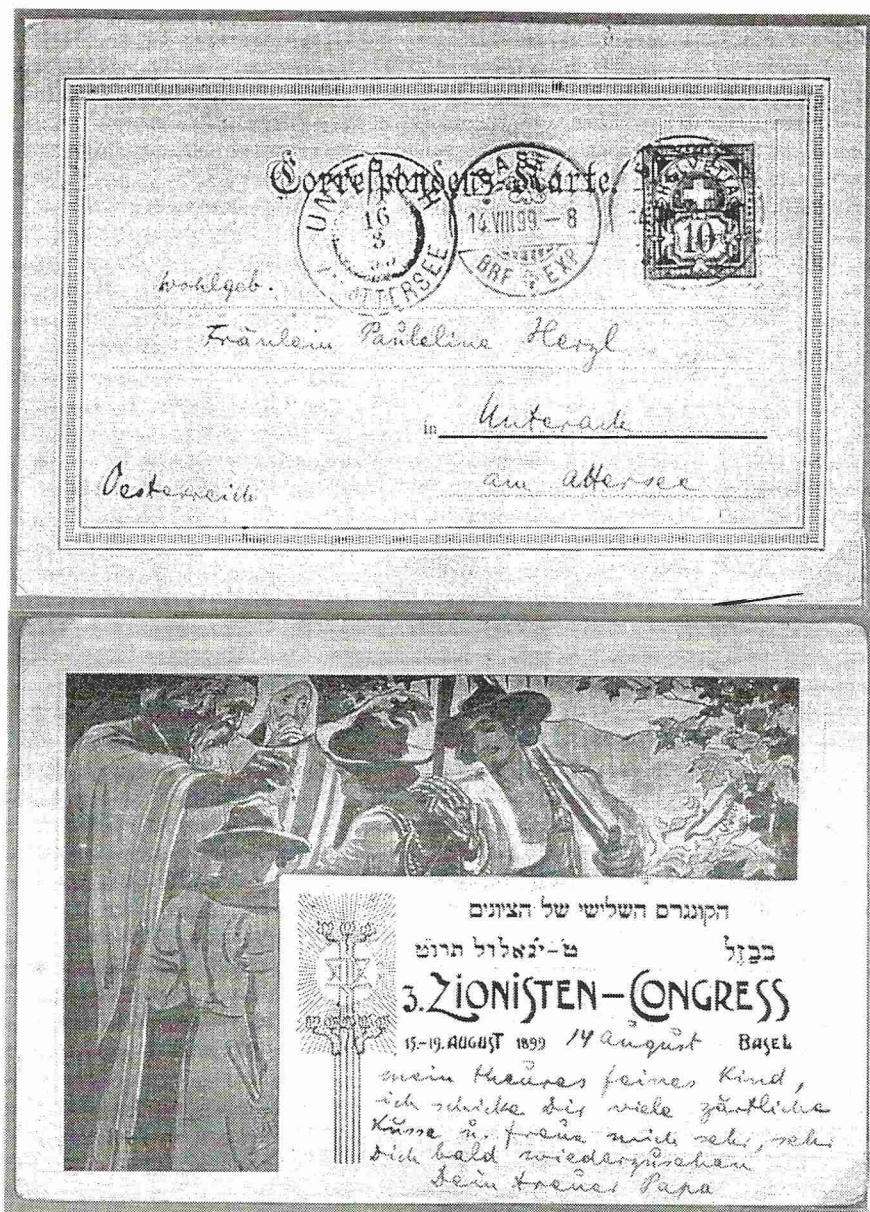 Correspondenz-Karte.
UNTERACH
16
8
99
ATTERSEE
14.VIII.99.-8
BRF. EXP.
HELVETIA
10
Wohlgeb.
Fräulein Pauleline Herzl
in Unterach
am Attersee
Oesterreich
הקונגרס השלישי של הציונים
בבזל ט–י״ג אלול תרנ״ט
3. ZIONISTEN–CONGRESS
15.–19. AUGUST 1899 14 August BASEL
mein theures feines Kind,
ich schicke Dir viele zärtliche
Küsse u. freue mich sehr, sehr
Dich bald wiederzusehen
Dein treuer Papa